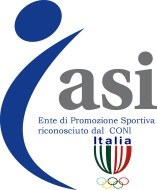 asi
Ente di Promozione Sportiva
riconosciuto dal CONI
Italia